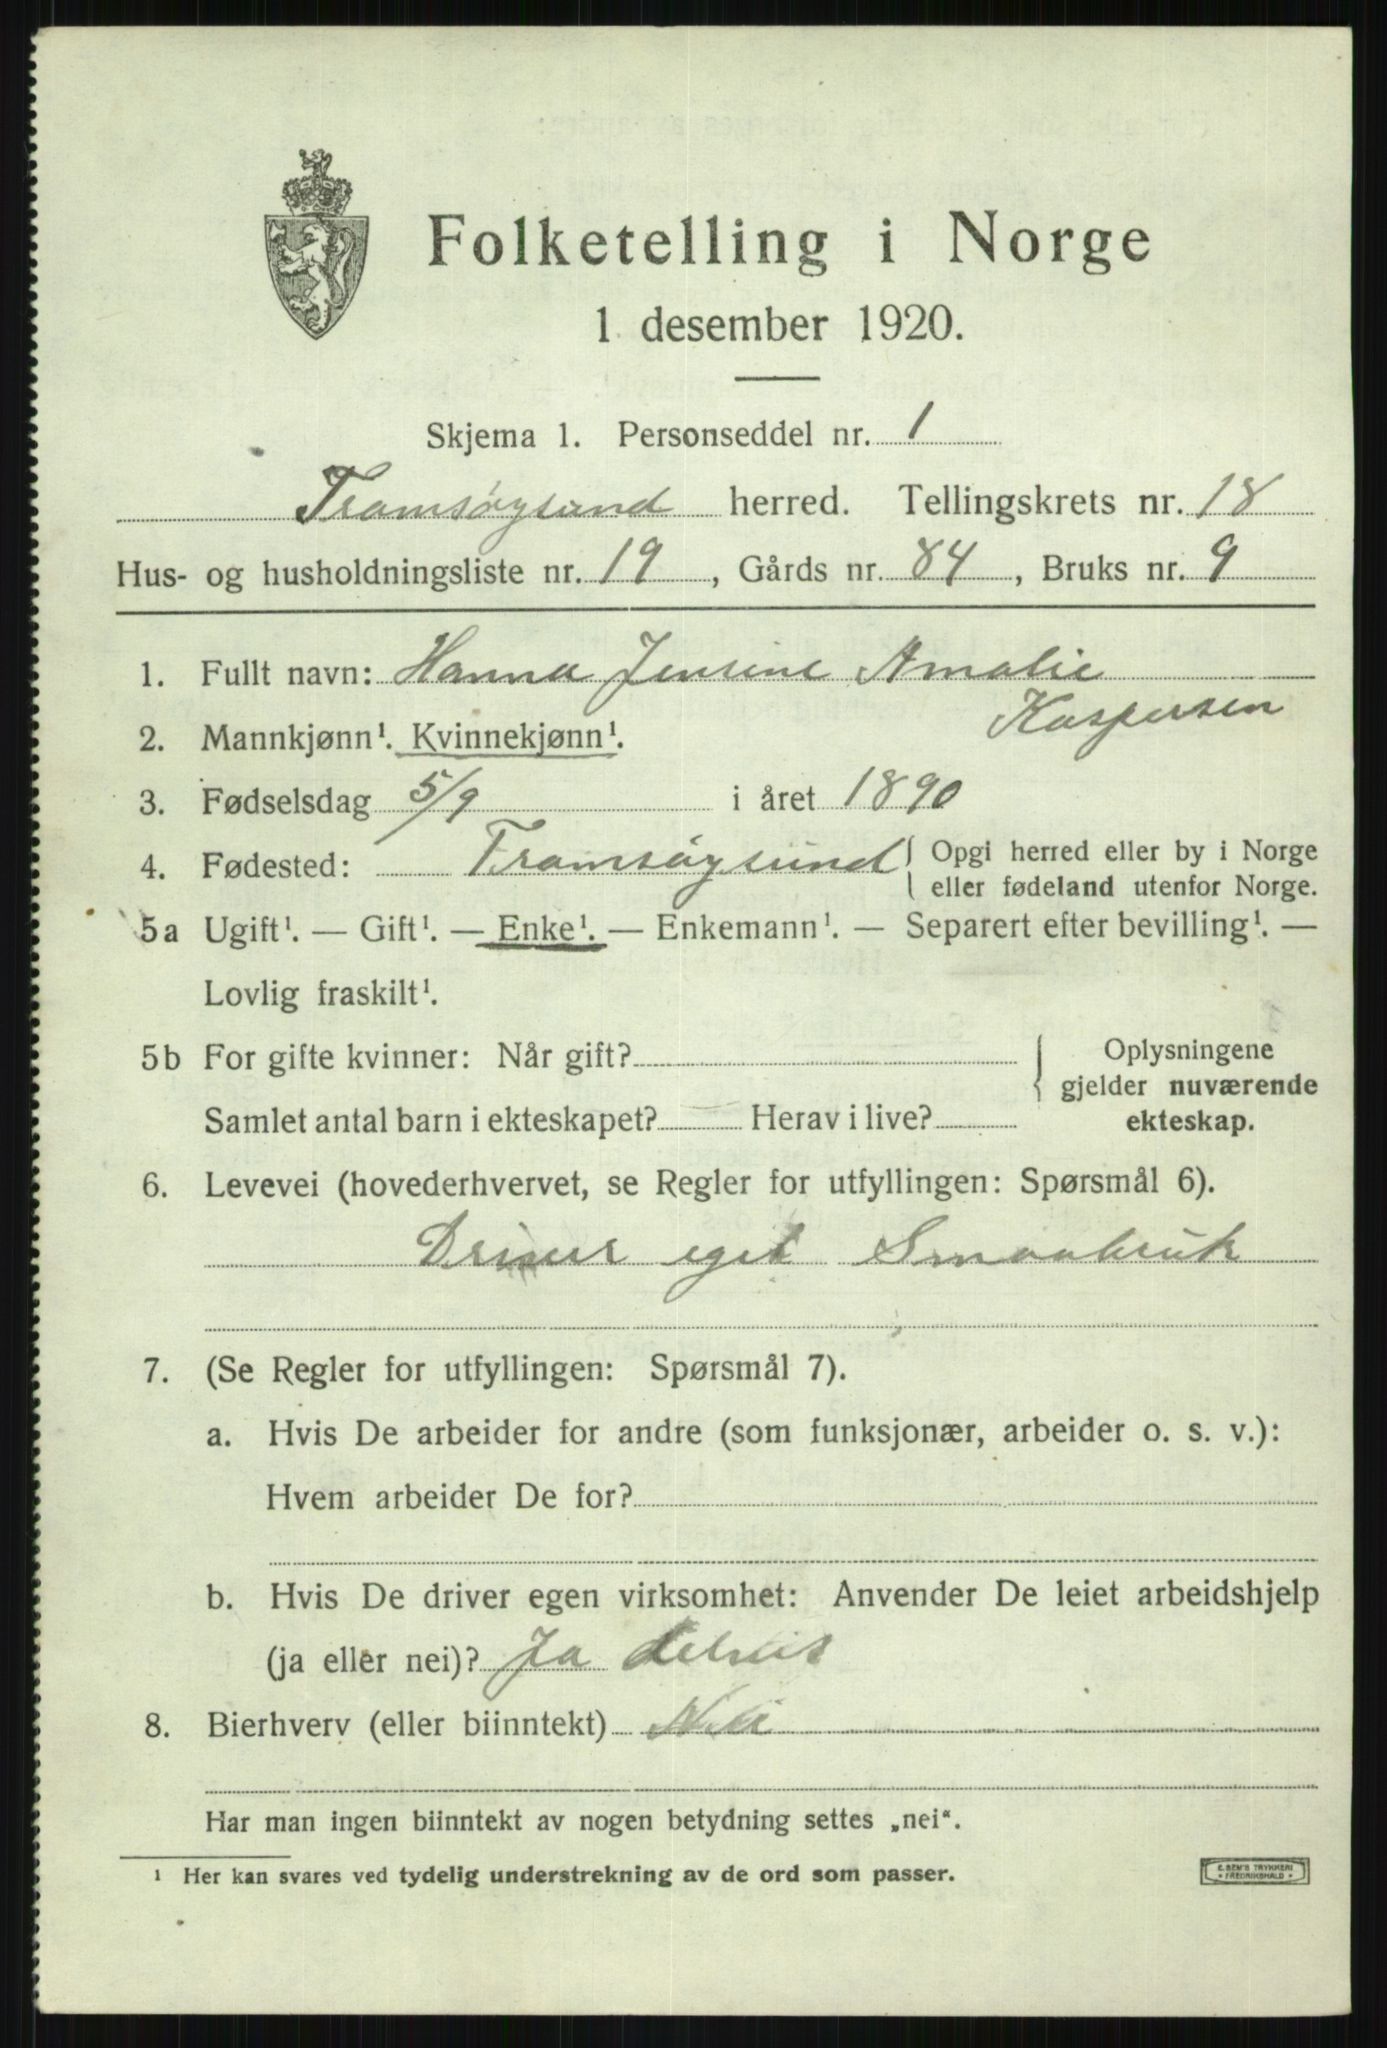 Folketelling i Norge
1 desember 1920.
Skjema 1. Personseddel nr. 1
Tromsøysund herred. Tellingskrets nr. 18
Hus- og husholdningsliste nr. 19, Gårds nr. 84, Bruks nr. 9
1. Fullt navn: Hanna Jensine Amalie
Kaspersen
2. Mannkjønn¹. Kvinnekjønn¹.
3. Fødselsdag 5/9 i året 1890
4. Fødested: Tromsøysund { Opgi herred eller by i Norge
eller fødeland utenfor Norge.
5a Ugift¹. — Gift¹. — Enke¹. — Enkemann¹. — Separert efter bevilling¹. —
Lovlig fraskilt¹.
5b For gifte kvinner: Når gift? { Oplysningene
gjelder nuværende
Samlet antal barn i ekteskapet? Herav i live? ekteskap.
6. Levevei (hovederhvervet, se Regler for utfyllingen: Spørsmål 6).
Driver eget Smaabruk
7. (Se Regler for utfyllingen: Spørsmål 7).
a. Hvis De arbeider for andre (som funksjonær, arbeider o. s. v.):
Hvem arbeider De for?
b. Hvis De driver egen virksomhet: Anvender De leiet arbeidshjelp
(ja eller nei)? Ja delvis
8. Bierhverv (eller biinntekt) Nei
Har man ingen biinntekt av nogen betydning settes „nei“.
¹ Her kan svares ved tydelig understrekning av de ord som passer.
E. SEM'S TRYKKERI
FREDRIKSHALD